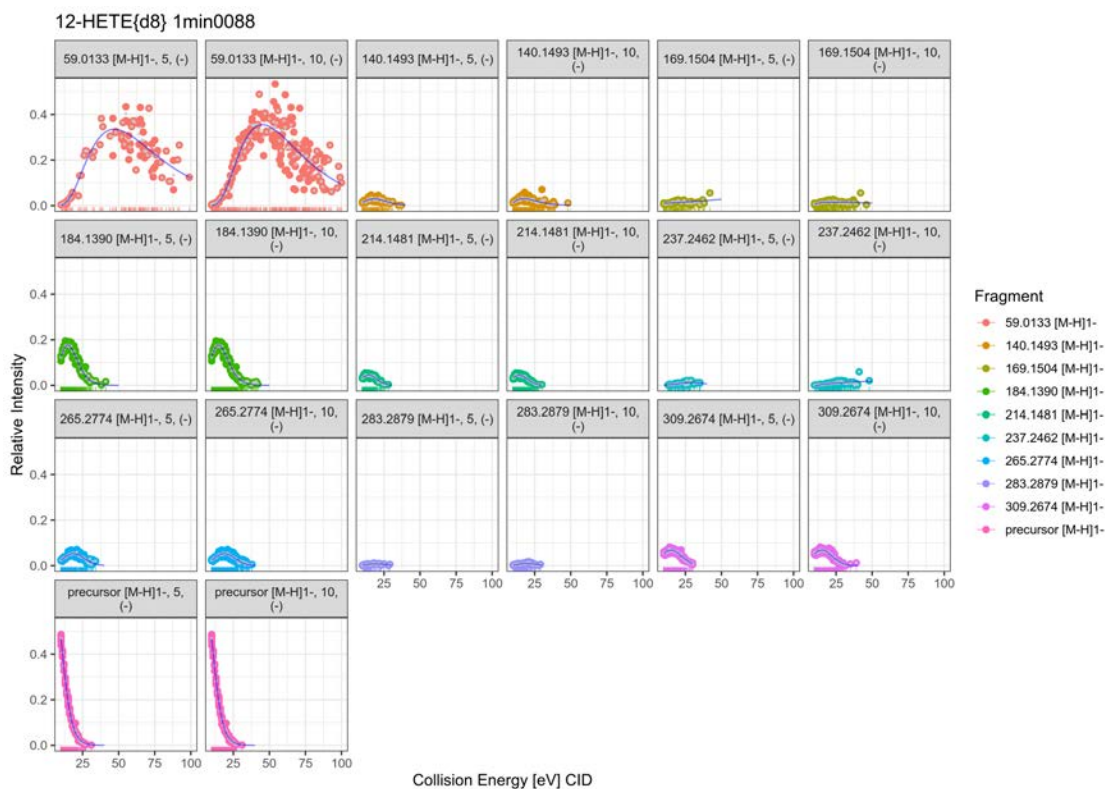 12-HETE{d8} 1min0088
59.0133 [M-H]1-, 5, (-)
59.0133 [M-H]1-, 10, (-)
140.1493 [M-H]1-, 5, (-)
140.1493 [M-H]1-, 10,
(-)
169.1504 [M-H]1-, 5, (-)
169.1504 [M-H]1-, 10,
(-)
0.4
0.2
0.0
184.1390 [M-H]1-, 5, (-)
184.1390 [M-H]1-, 10,
(-)
214.1481 [M-H]1-, 5, (-)
214.1481 [M-H]1-, 10,
(-)
237.2462 [M-H]1-, 5, (-)
237.2462 [M-H]1-, 10,
(-)
0.4
0.2
0.0
265.2774 [M-H]1-, 5, (-)
265.2774 [M-H]1-, 10,
(-)
283.2879 [M-H]1-, 5, (-)
283.2879 [M-H]1-, 10,
(-)
309.2674 [M-H]1-, 5, (-)
309.2674 [M-H]1-, 10,
(-)
0.4
0.2
0.0
25 50 75 100
25 50 75 100
25 50 75 100
25 50 75 100
precursor [M-H]1-, 5,
(-)
precursor [M-H]1-, 10,
(-)
0.4
0.2
0.0
25 50 75 100
25 50 75 100
Relative Intensity
Collision Energy [eV] CID
Fragment
59.0133 [M-H]1-
140.1493 [M-H]1-
169.1504 [M-H]1-
184.1390 [M-H]1-
214.1481 [M-H]1-
237.2462 [M-H]1-
265.2774 [M-H]1-
283.2879 [M-H]1-
309.2674 [M-H]1-
precursor [M-H]1-